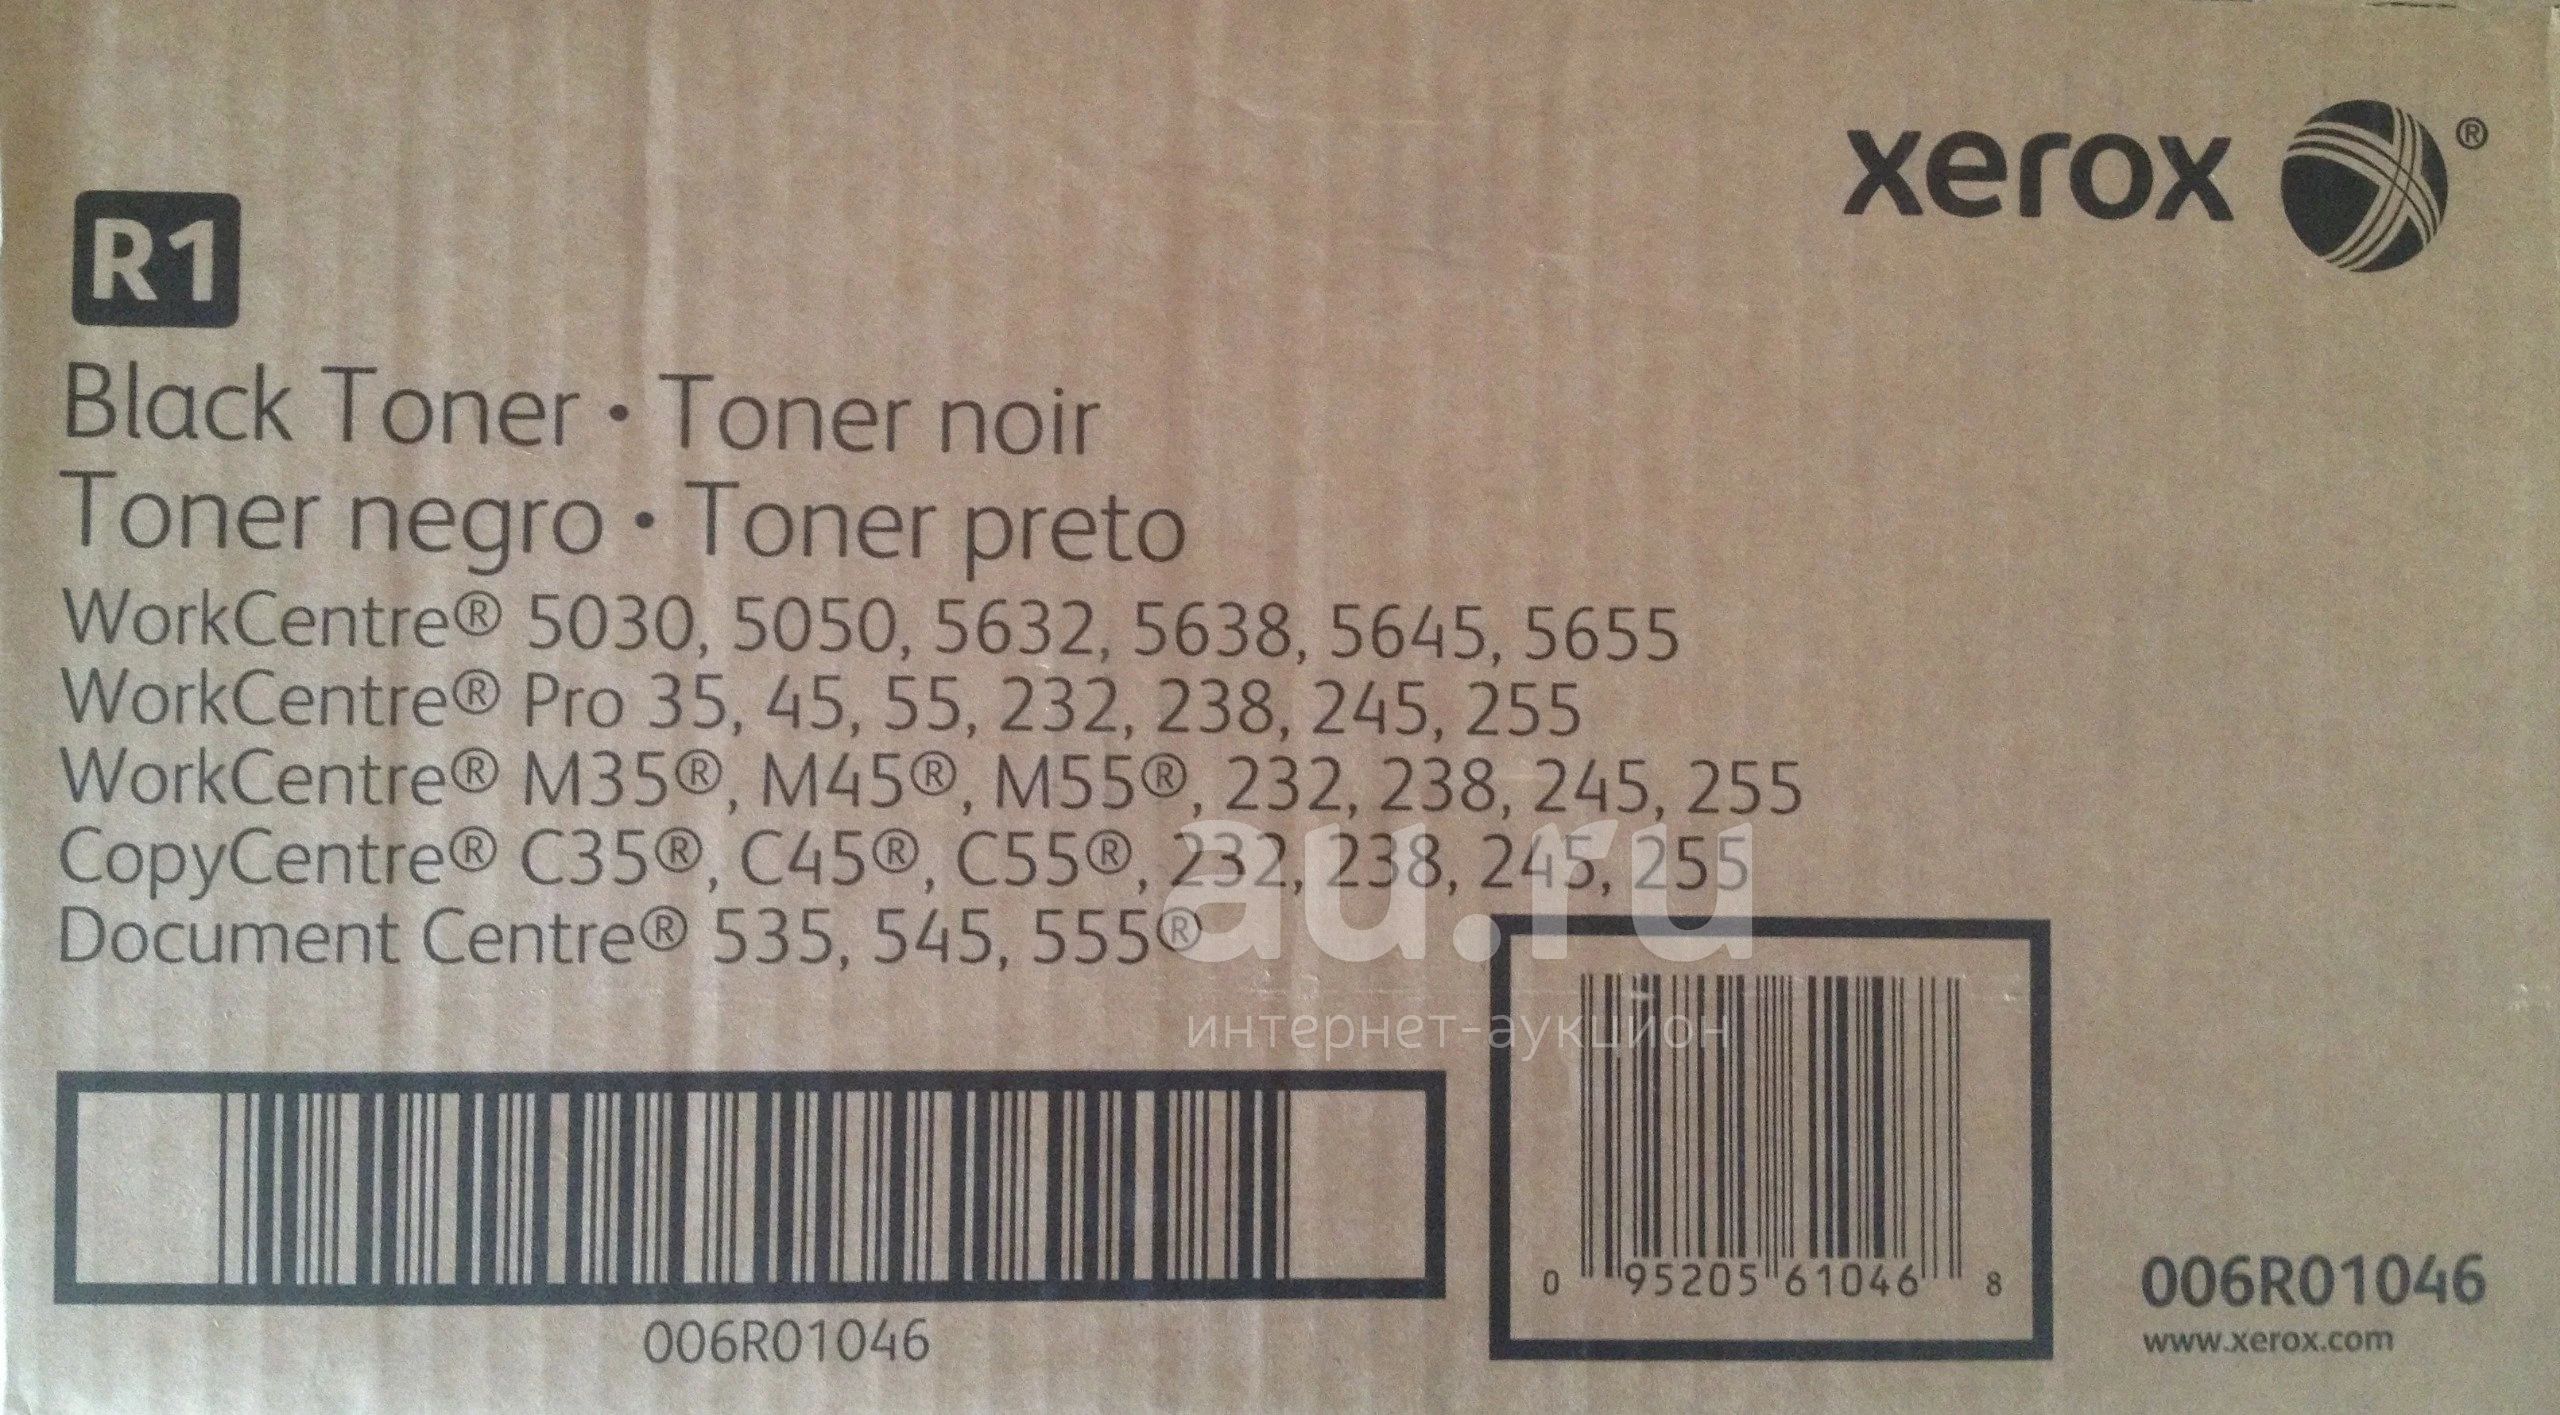 xerox ®
R1
Black Toner • Toner noir
Toner negro • Toner preto
WorkCentre® 5030, 5050, 5632, 5638, 5645, 5655
WorkCentre® Pro 35, 45, 55, 232, 238, 245, 255
WorkCentre® M35®, M45®, M55®, 232, 238, 245, 255
CopyCentre® C35®, C45®, C55®, 232, 238, 245, 255
Document Centre® 535, 545, 555®
au.ru
интернет-аукцион
006R01046
0 95205 61046 8
006R01046
www.xerox.com